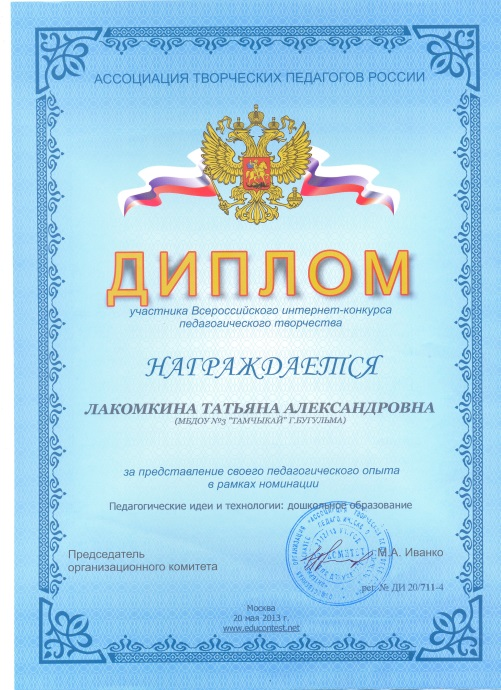 АССОЦИАЦИЯ ТВОРЧЕСКИХ ПЕДАГОГОВ РОССИИ
ДИПЛОМ
участника Всероссийского интернет-конкурса
педагогического творчества
НАГРАЖДАЕТСЯ
ЛАКОМКИНА ТАТЬЯНА АЛЕКСАНДРОВНА
(МБДОУ №3 "ТАМЧЫКАЙ" Г.БУГУЛЬМА)
за представление своего педагогического опыта
в рамках номинации
Педагогические идеи и технологии: дошкольное образование
Председатель
организационного комитета
М.А. Иванко
рег. № ДИ 20/711-4
Москва
20 мая 2013 г.
www.educontest.net